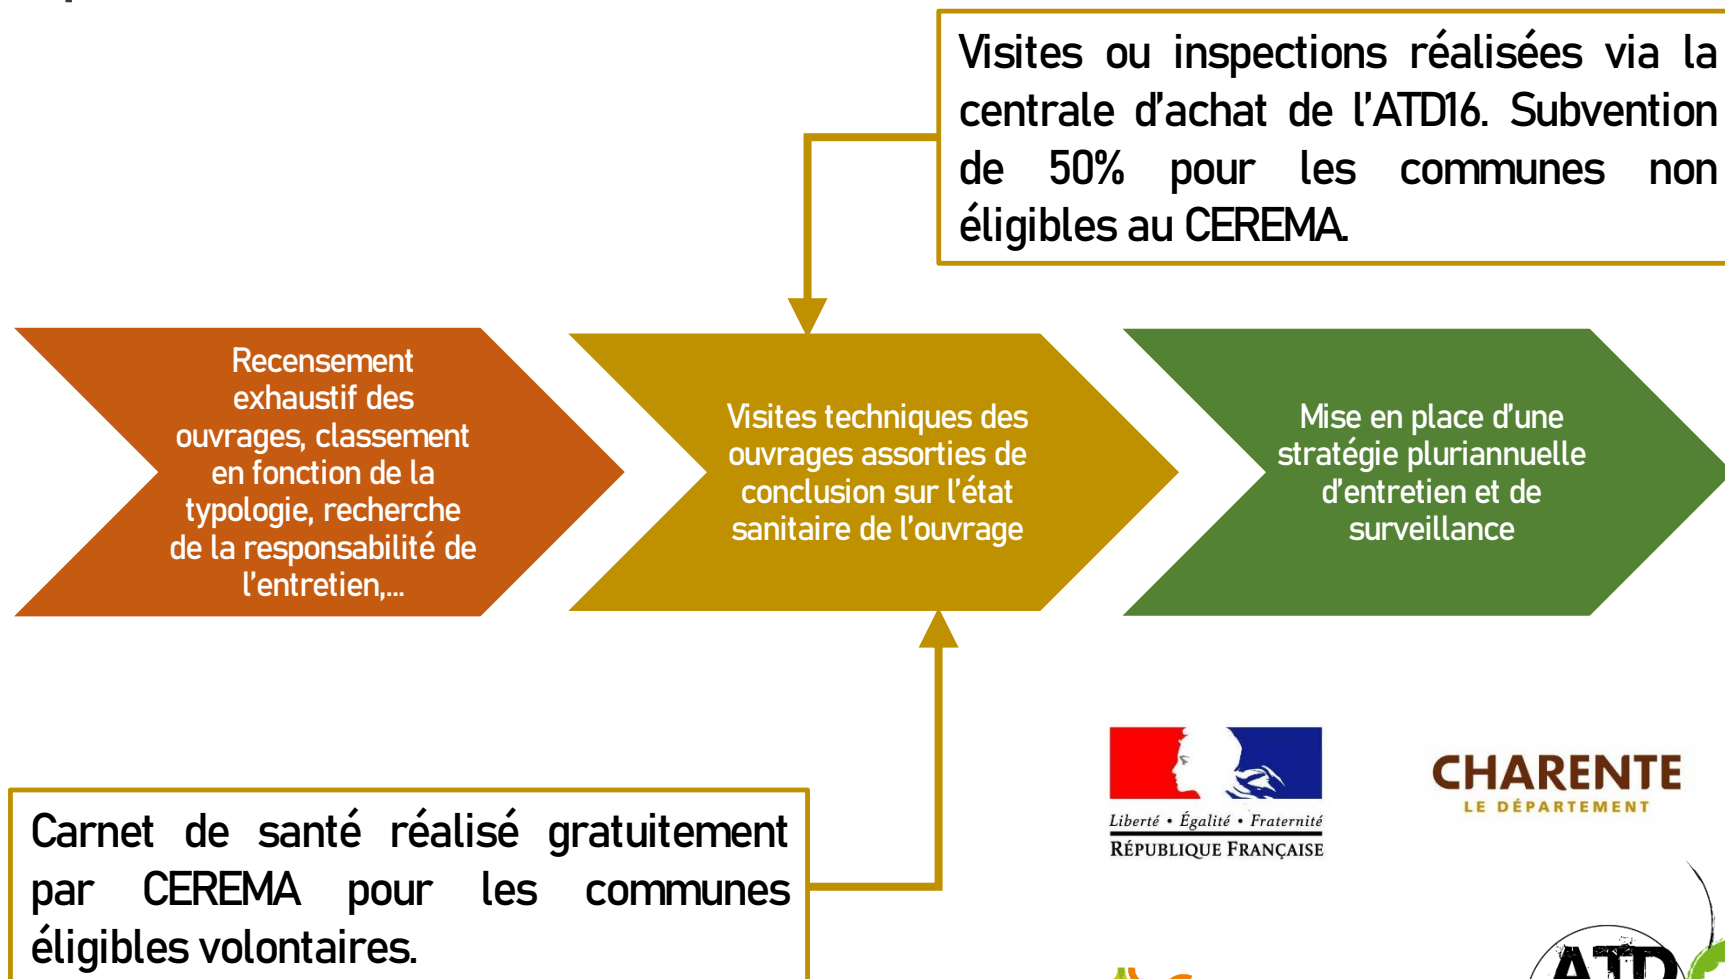 Visites ou inspections réalisées via la
centrale d'achat de l'ATD16. Subvention
de 50% pour les communes non
éligibles au CEREMA.
Recensement
exhaustif des
ouvrages, classement
en fonction de la
typologie, recherche
de la responsabilité de
l'entretien,...
Visites techniques des
ouvrages assorties de
conclusion sur l'état
sanitaire de l'ouvrage
Mise en place d'une
stratégie pluriannuelle
d'entretien et de
surveillance
Carnet de santé réalisé gratuitement
par CEREMA pour les communes
éligibles volontaires.
Liberté • Égalité • Fraternité
RÉPUBLIQUE FRANÇAISE
CHARENTE
LE DÉPARTEMENT
ATD